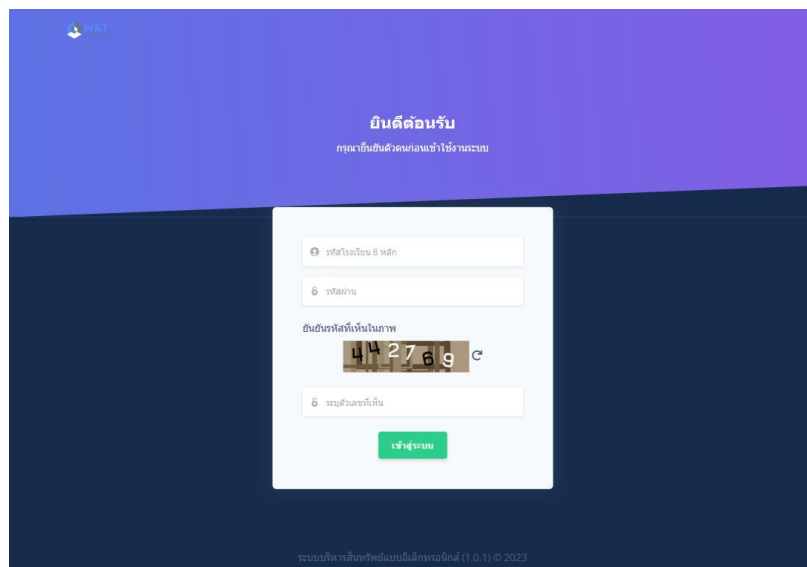 W&T
ยินดีต้อนรับ
กรุณายืนยันตัวตนก่อนเข้าใช้งานระบบ
รหัสโรงเรียน 8 หลัก
รหัสผ่าน
ยืนยันรหัสที่เห็นในภาพ
442769
ระบุตัวเลขที่เห็น
เข้าสู่ระบบ
ระบบบริหารสินทรัพย์แบบอิเล็กทรอนิกส์ (1.0.1) © 2023